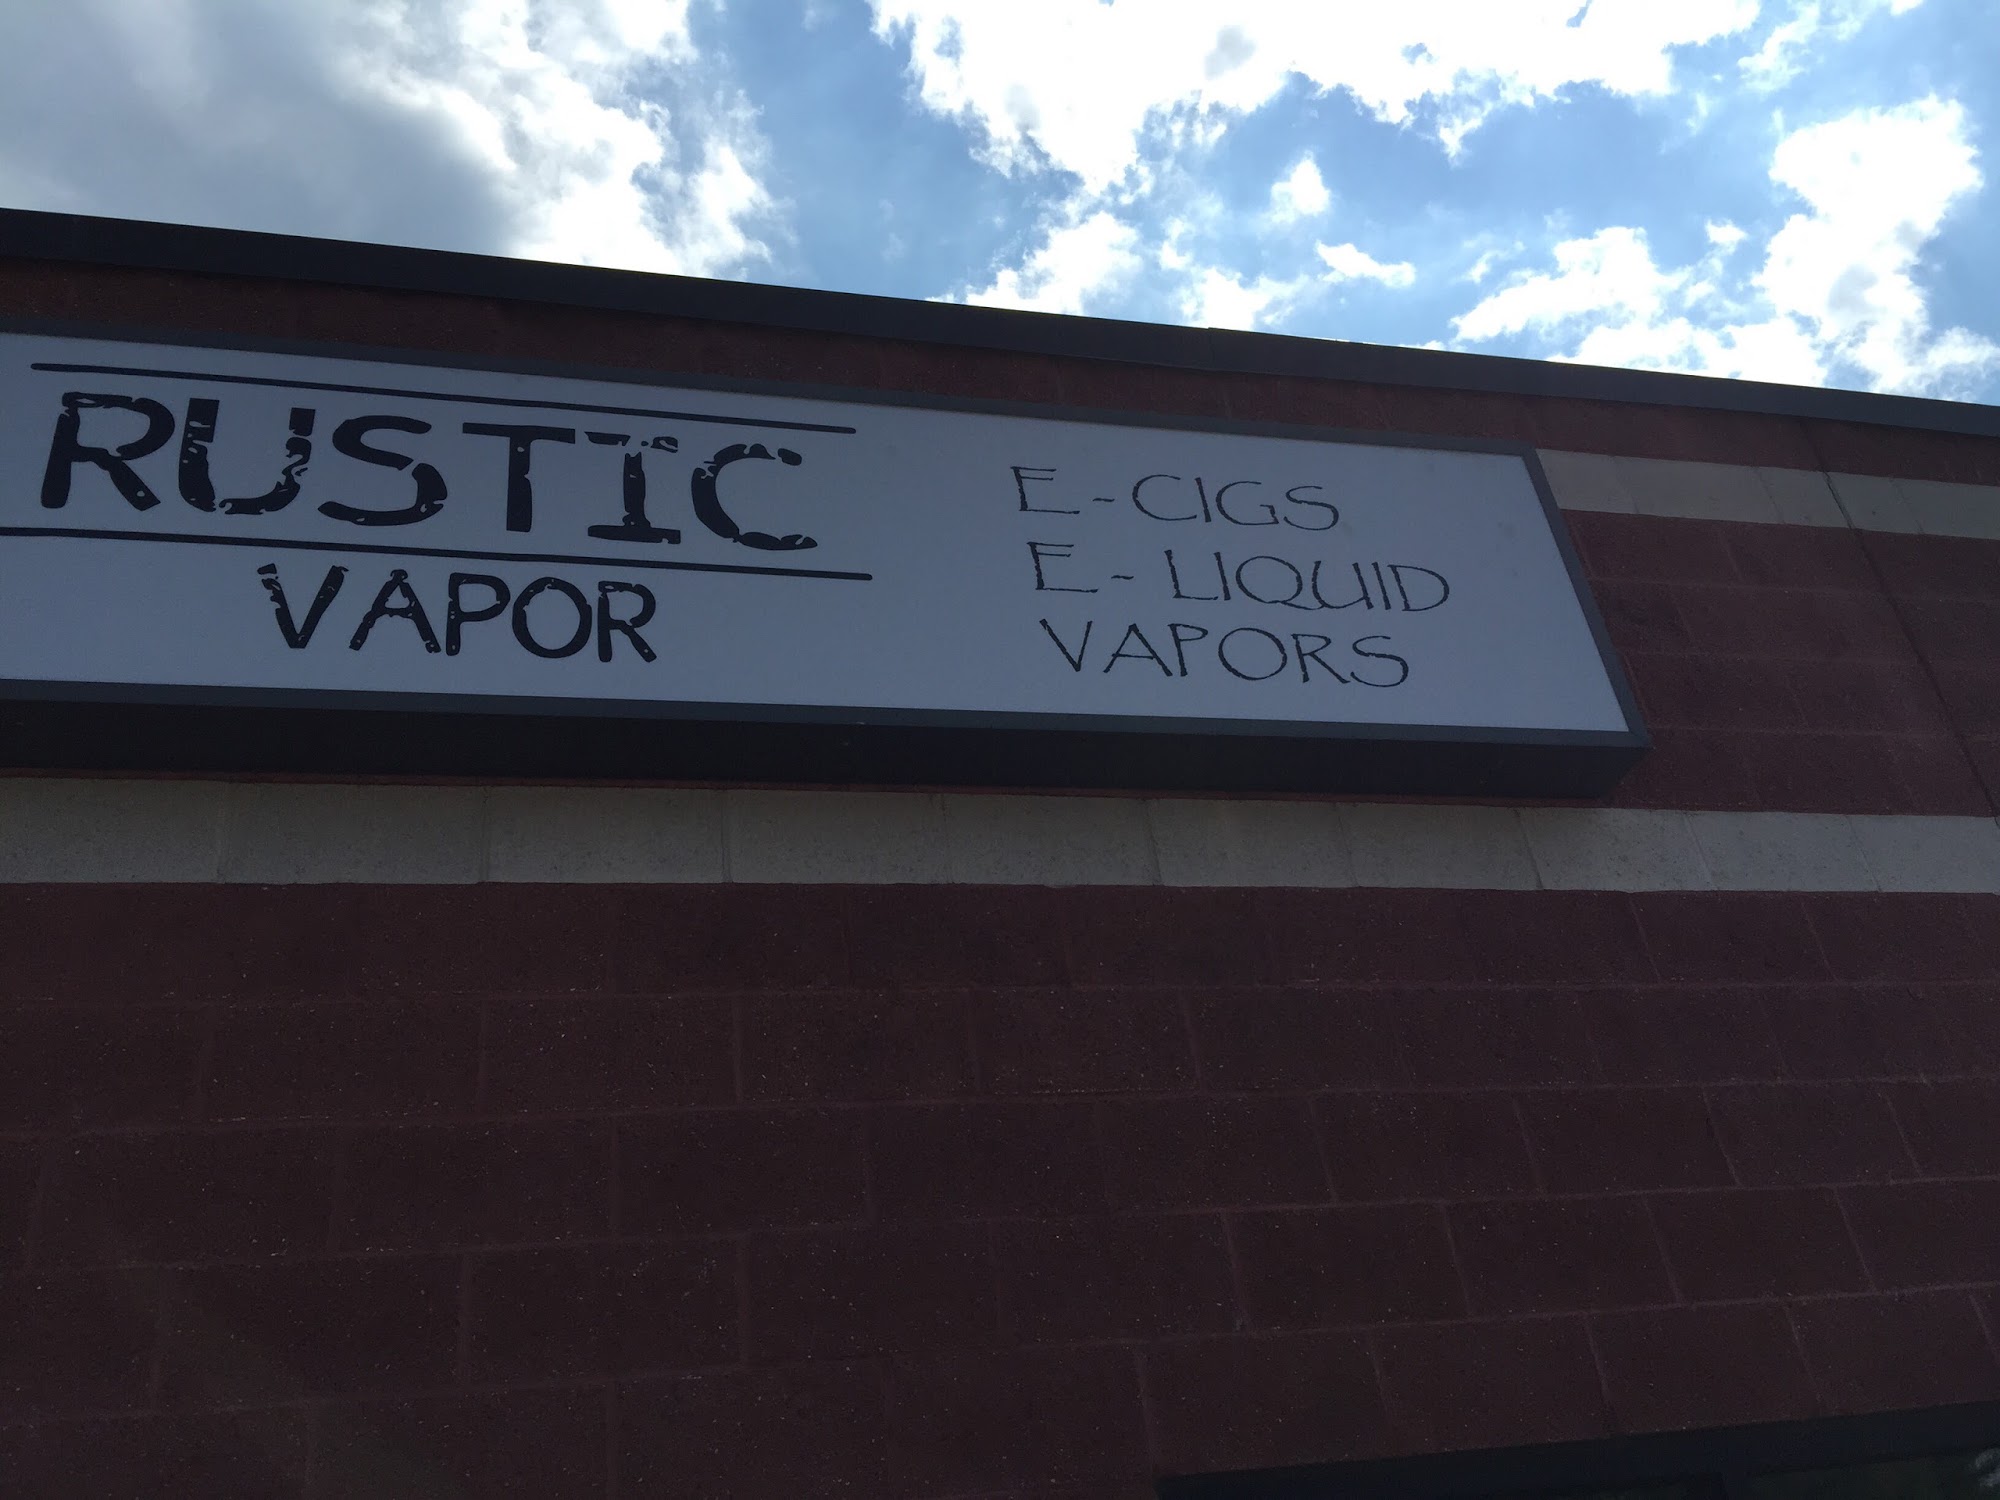 RUSTIC
VAPOR
E-CIGS
E-LIQUID
VAPORS